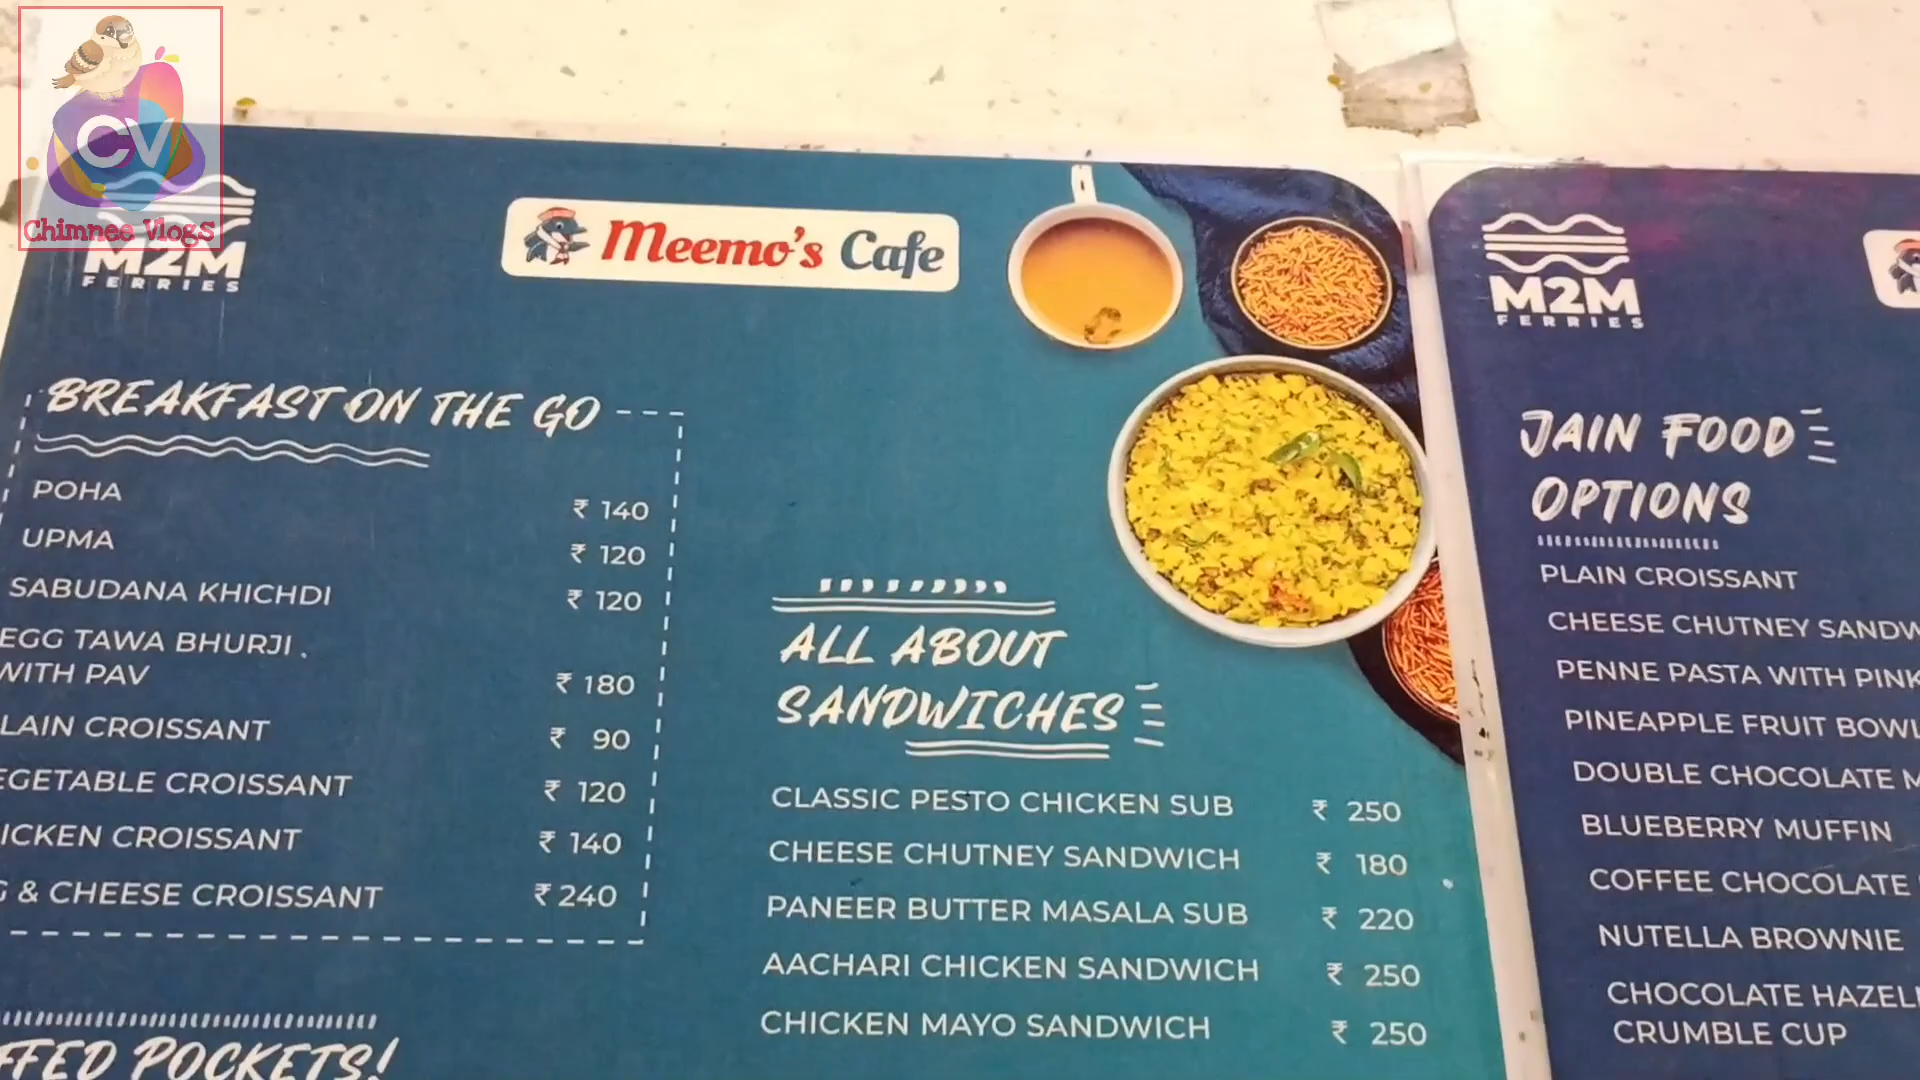 CV
Chimnee Vlogs
M2M
FERRIES
Meemo's Cafe
BREAKFAST ON THE GO
POHA ₹ 140
UPMA ₹ 120
SABUDANA KHICHDI ₹ 120
EGG TAWA BHURJI
WITH PAV ₹ 180
LAIN CROISSANT ₹ 90
EGETABLE CROISSANT ₹ 120
ICKEN CROISSANT ₹ 140
& CHEESE CROISSANT ₹ 240
FFED POCKETS!
ALL ABOUT
SANDWICHES
CLASSIC PESTO CHICKEN SUB ₹ 250
CHEESE CHUTNEY SANDWICH ₹ 180
PANEER BUTTER MASALA SUB ₹ 220
AACHARI CHICKEN SANDWICH ₹ 250
CHICKEN MAYO SANDWICH ₹ 250
M2M
FERRIES
JAIN FOOD
OPTIONS
PLAIN CROISSANT
CHEESE CHUTNEY SANDW
PENNE PASTA WITH PINK
PINEAPPLE FRUIT BOWL
DOUBLE CHOCOLATE M
BLUEBERRY MUFFIN
COFFEE CHOCOLATE
NUTELLA BROWNIE
CHOCOLATE HAZEL
CRUMBLE CUP